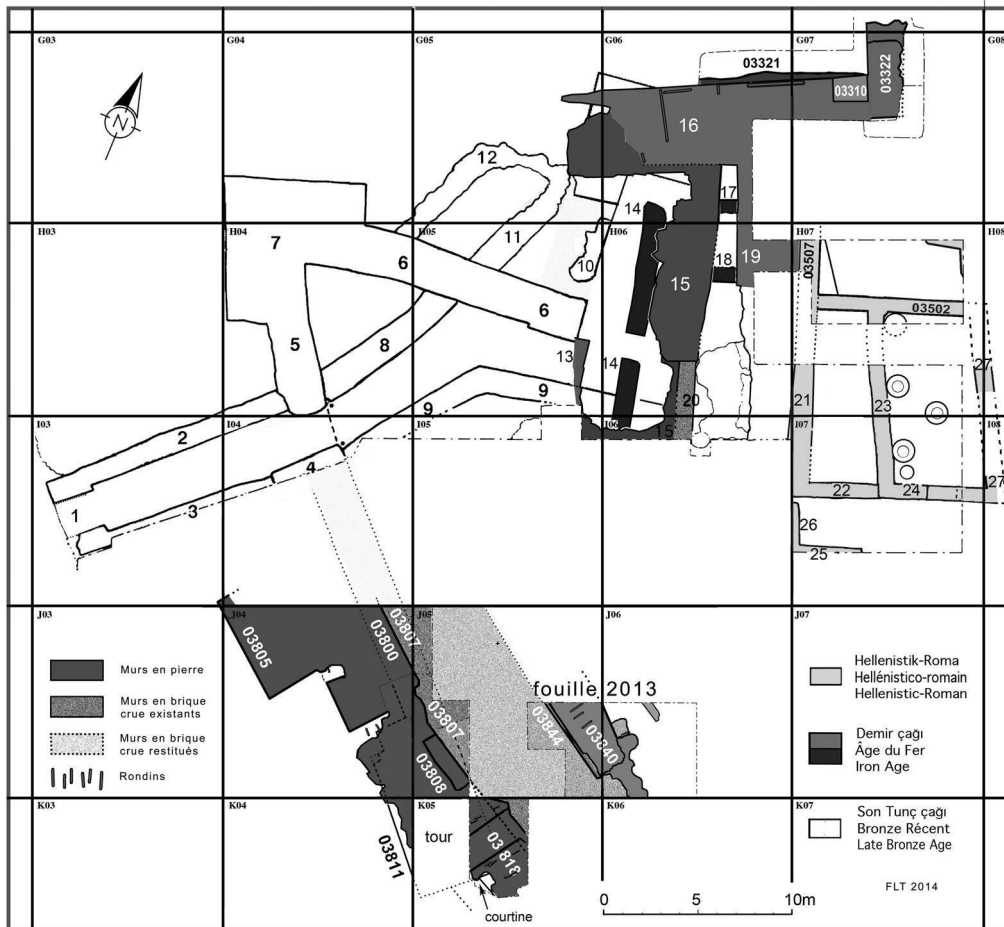 G03
G04
G05
G06
G07
G08
03321
03310
03322
16
12
17
14
H03
H04
H05
H06
H07
7
11
6
10
18
19
03507
15
6
03502
5
8
13
14
9
27
20
21
23
9
I03
I04
I05
I06
I07
I08
2
5
4
22
24
27
1
3
26
25
J03
J04
J05
J06
J07
03805
03800
03807
Murs en pierre
Murs en brique
crue existants
Murs en brique
crue restitués
Rondins
fouille 2013
03844
03840
03807
03808
Hellenistik-Roma
Hellénistico-romain
Hellenistic-Roman
Demir çağı
Âge du Fer
Iron Age
K03
K04
K05
K06
K07
tour
03811
03818
courtine
Son Tunç çağı
Bronze Récent
Late Bronze Age
FLT 2014
0
5
10m
N